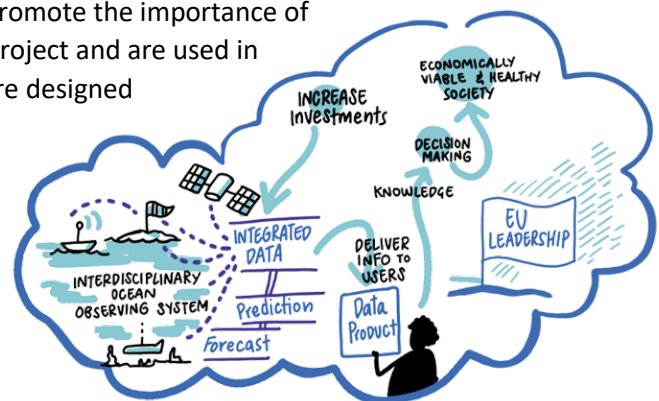 romote the importance of
roject and are used in
re designed
INCREASE
Investments
ECONOMICALLY
VIABLE & HEALTHY
SOCIETY
DECISION
MAKING
KNOWLEDGE
INTEGRATED
DATA
Prediction
Forecast
INTERDISCIPLINARY
OCEAN
OBSERVING SYSTEM
DELIVER
INFO TO
USERS
Data
Product
EU
LEADERSHIP